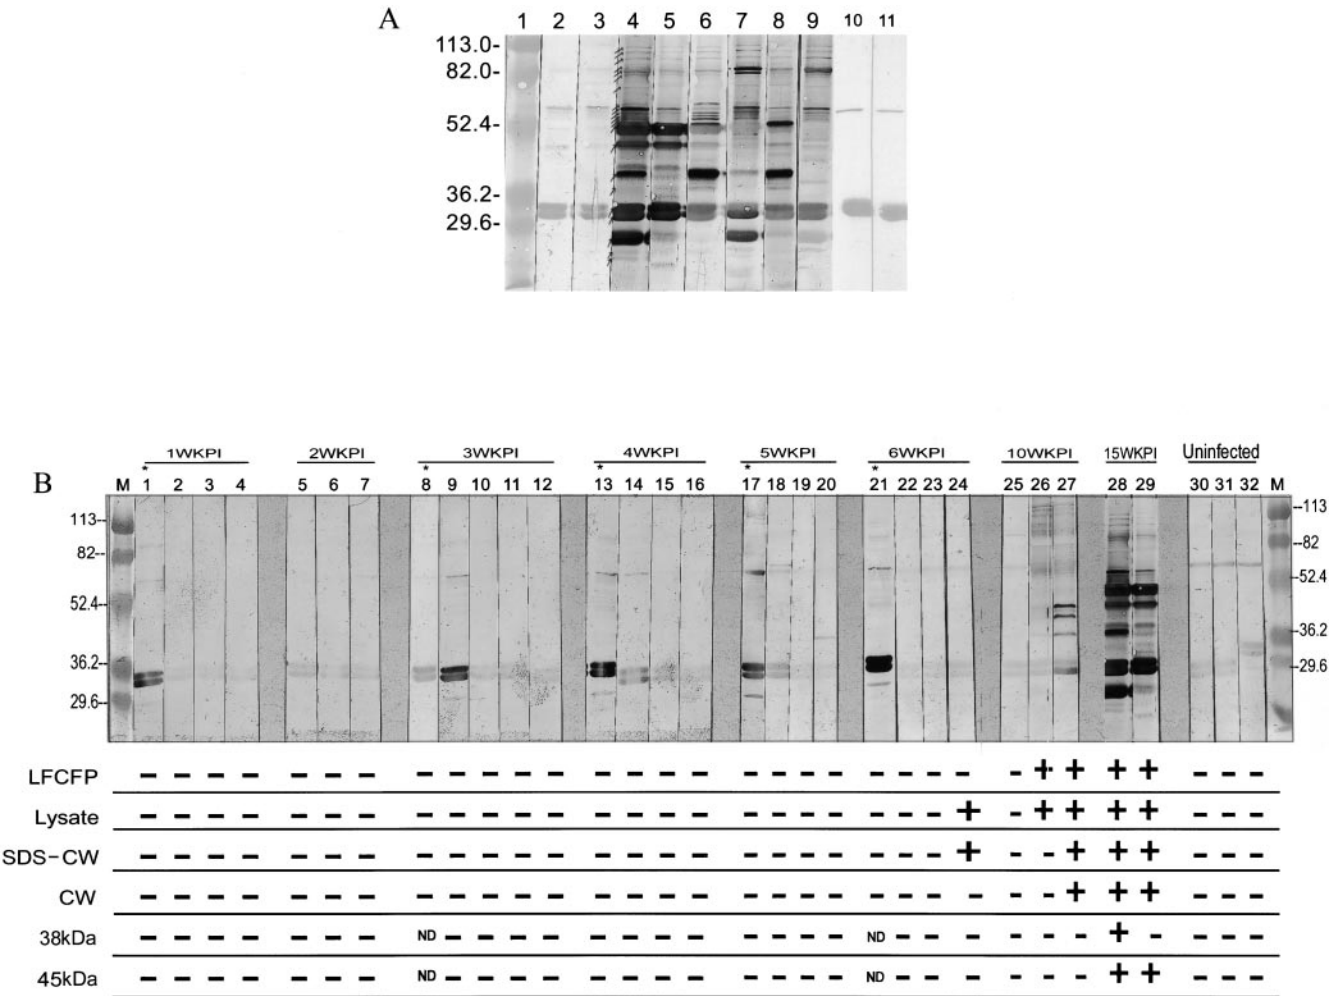 A 1 2 3 4 5 6 7 8 9 10 11
113.0-
82.0-
52.4-
36.2-
29.6-
1WKPI 2WKPI 3WKPI 4WKPI 5WKPI 6WKPI 10WKPI 15WKPI Uninfected
* * * * *
B M 1 2 3 4 5 6 7 8 9 10 11 12 13 14 15 16 17 18 19 20 21 22 23 24 25 26 27 28 29 30 31 32 M
113-- --113
82-- --82
52.4-- --52.4
36.2-- --36.2
29.6-- --29.6
LFCFP - - - - - - - - - - - - - - - - - - - - - - - - - + + + + - - -
Lysate - - - - - - - - - - - - - - - - - - - - - - - + - + + + + - - -
SDS-CW - - - - - - - - - - - - - - - - - - - - - - - + - - + + + - - -
CW - - - - - - - - - - - - - - - - - - - - - - - - - - + + + - - -
38kDa - - - - - - - ND - - - - - - - - - - - - ND - - - - - - + - - - -
45kDa - - - - - - - ND - - - - - - - - - - - - ND - - - - - - + + - - -